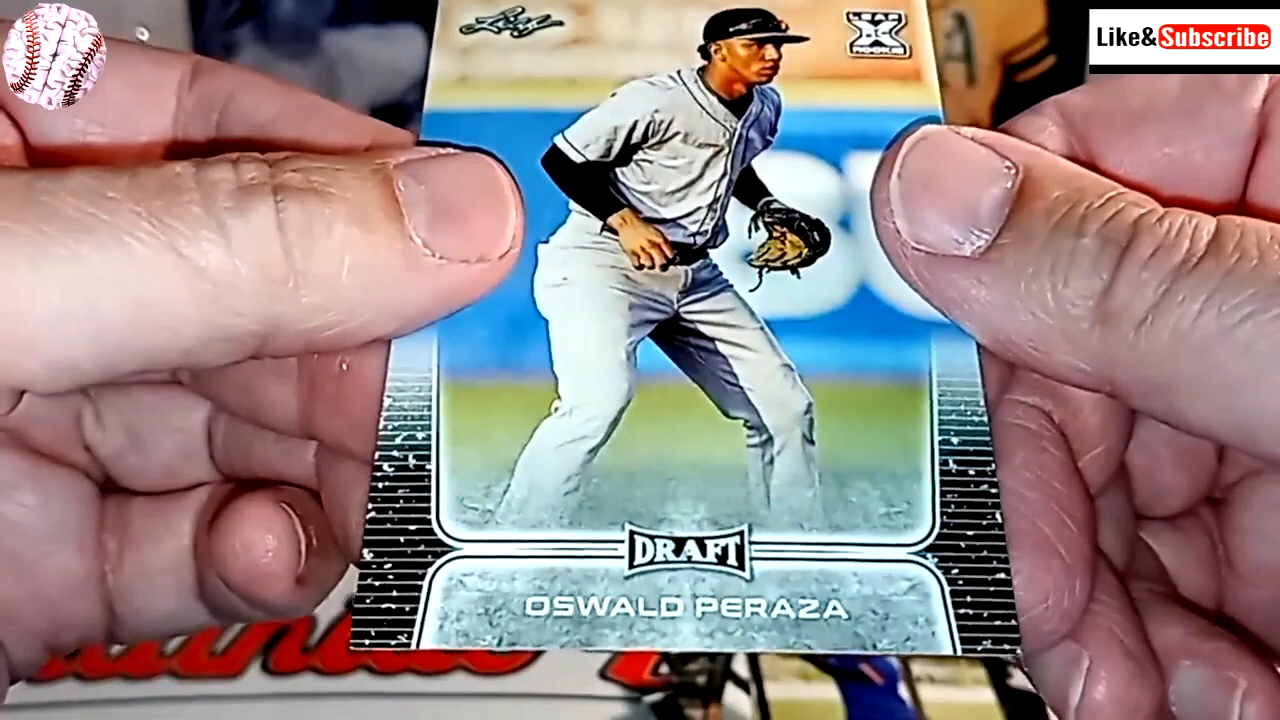 Leaf
LEAF
ROOKIE
Like&Subscribe
DRAFT
OSWALD PERAZA